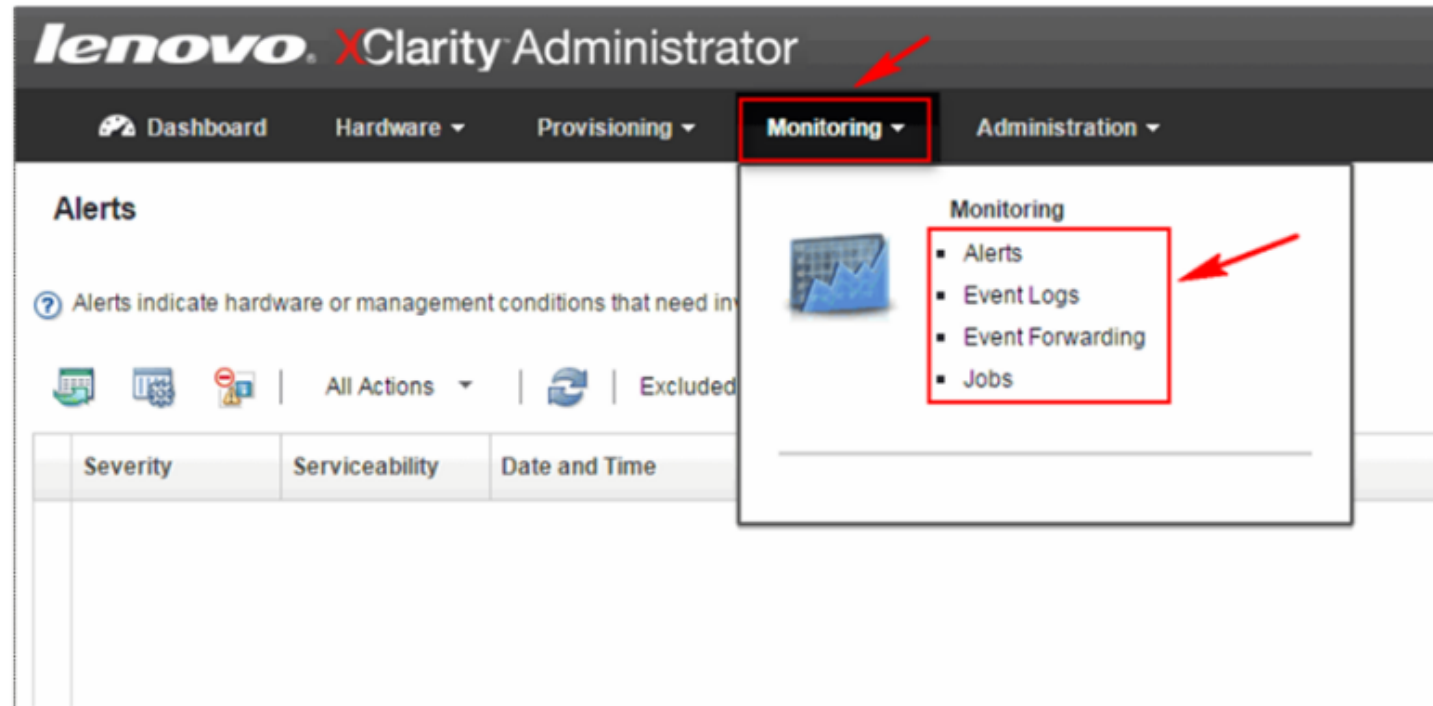 lenovo. XClarity Administrator
Dashboard Hardware Provisioning Monitoring Administration
Alerts
Monitoring
Alerts
Event Logs
Event Forwarding
Jobs
? Alerts indicate hardware or management conditions that need
All Actions Excluded
Severity Serviceability Date and Time